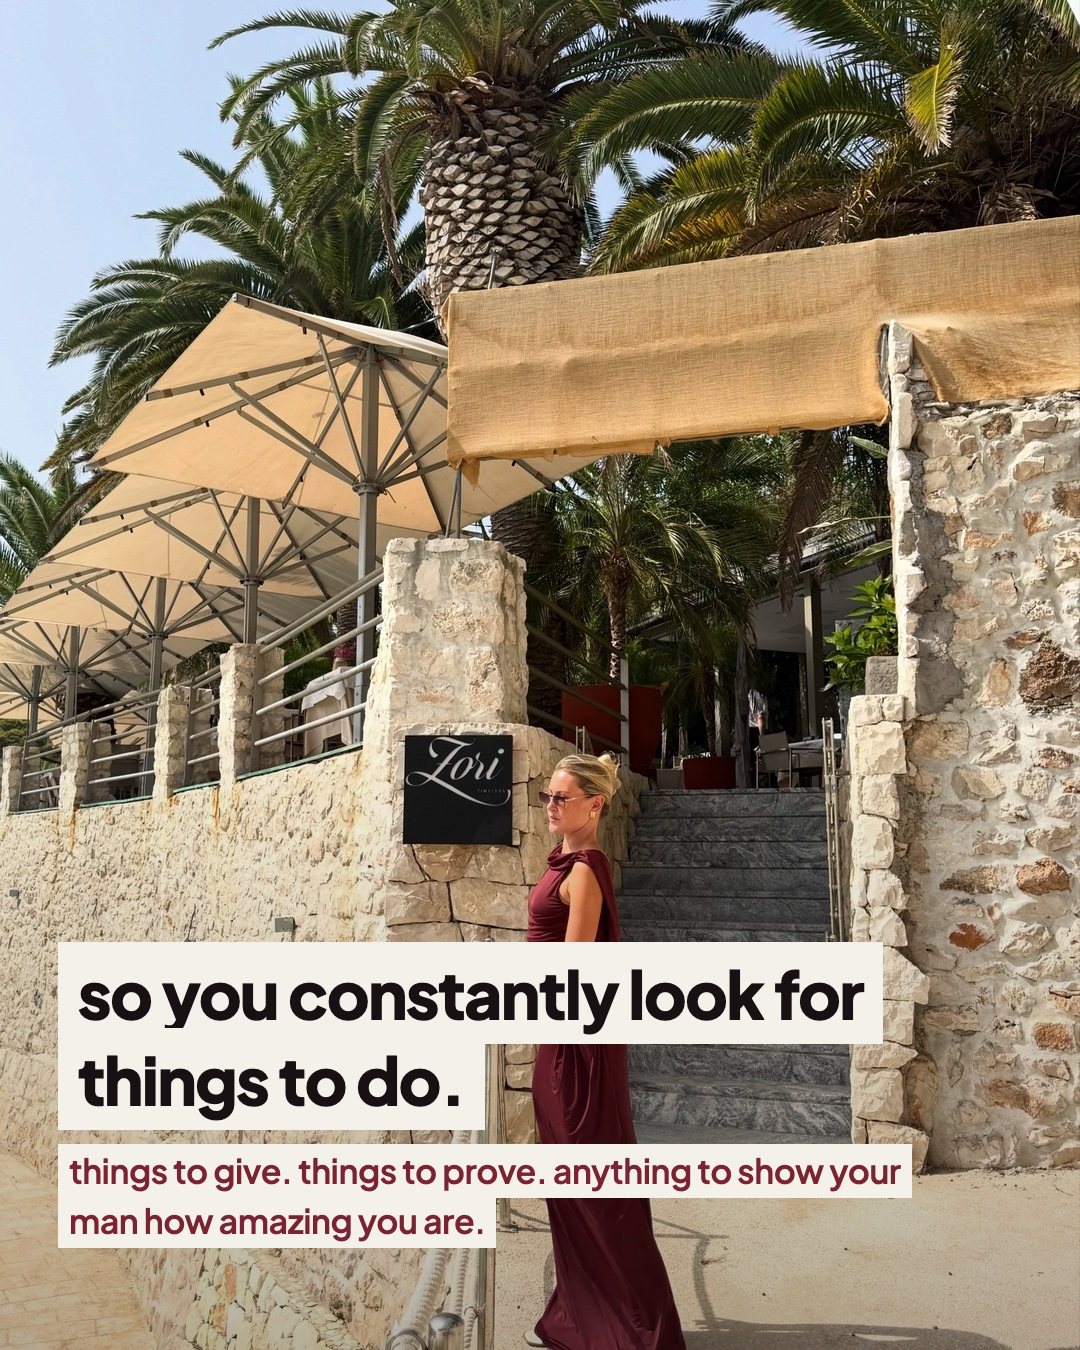 Zori
TIMELESS
so you constantly look for
things to do.
things to give. things to prove. anything to show your
man how amazing you are.